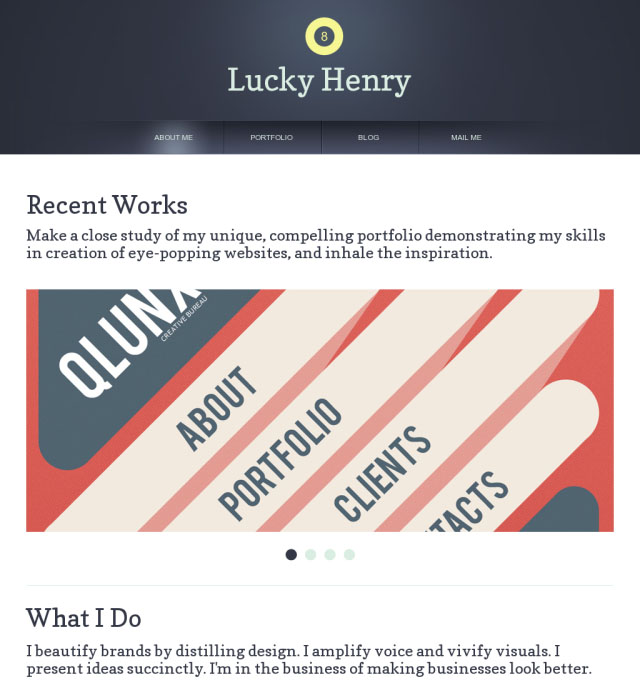 8
Lucky Henry
ABOUT ME
PORTFOLIO
BLOG
MAIL ME
Recent Works
Make a close study of my unique, compelling portfolio demonstrating my skills
in creation of eye-popping websites, and inhale the inspiration.
QLUNX
CREATIVE BUREAU
ABOUT
PORTFOLIO
CLIENTS
TACTS
What I Do
I beautify brands by distilling design. I amplify voice and vivify visuals. I
present ideas succinctly. I'm in the business of making businesses look better.